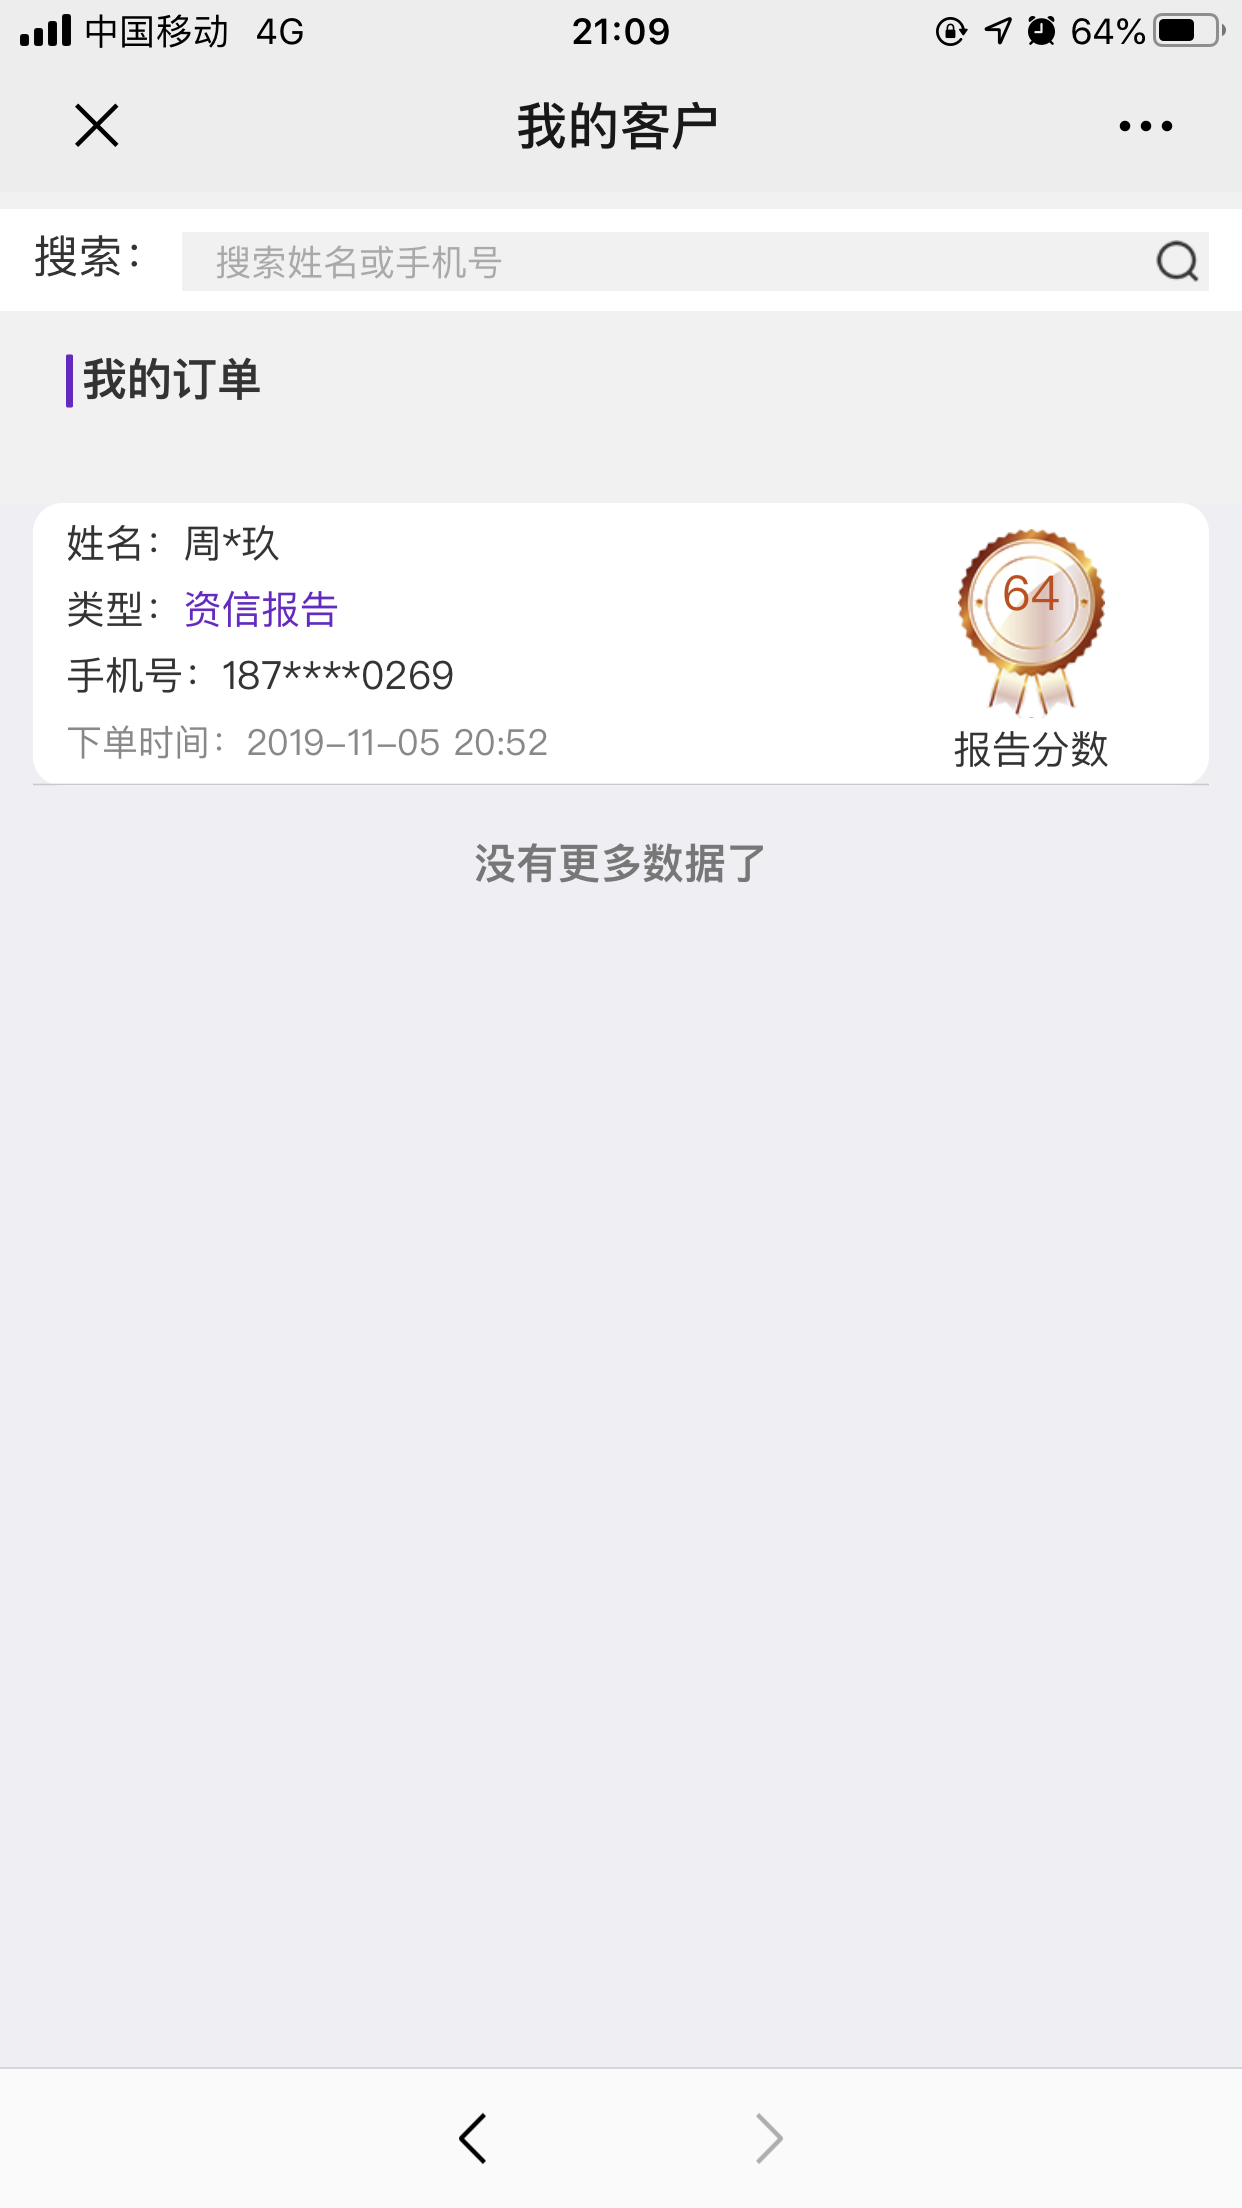 中国移动 4G 21:09 64%
我的客户
搜索： 搜索姓名或手机号
我的订单
姓名：周*玖
类型：资信报告
手机号：187****0269
下单时间：2019-11-05 20:52
64
报告分数
没有更多数据了